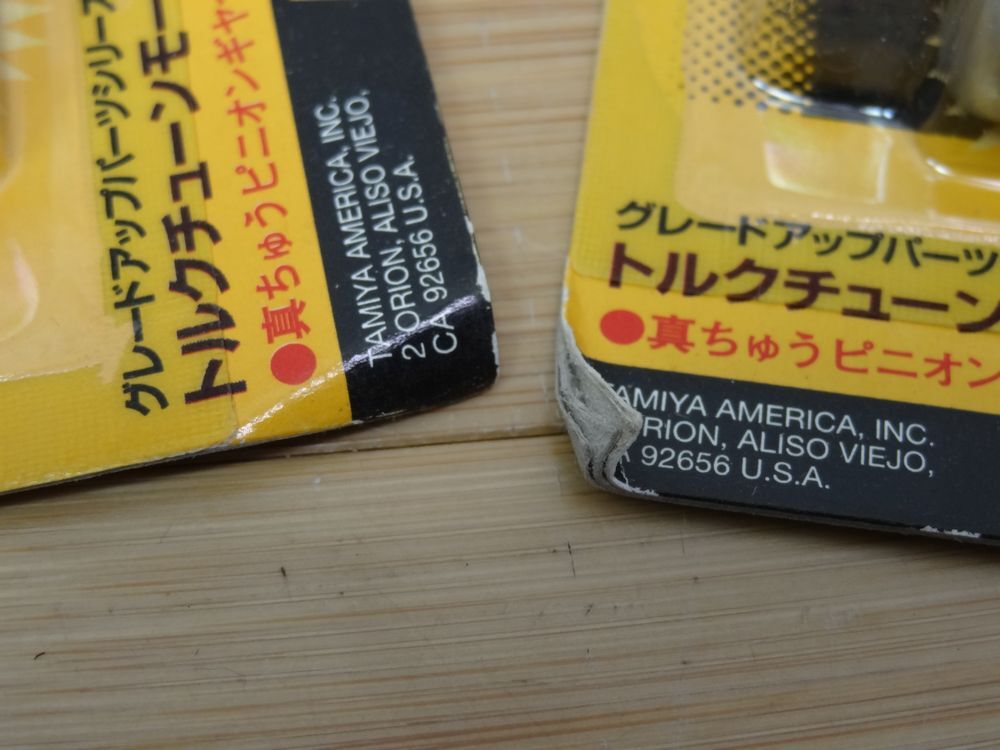 グレードアップパーツシリーズ
トルクチューンモー
●真ちゅうピニオンギヤ
TAMIYA AMERICA, INC.
2 ORION, ALISO VIEJO,
CA 92656 U.S.A.
グレードアップパーツ
トルクチューン
●真ちゅうピニオン
TAMIYA AMERICA, INC.
ORION, ALISO VIEJO,
92656 U.S.A.